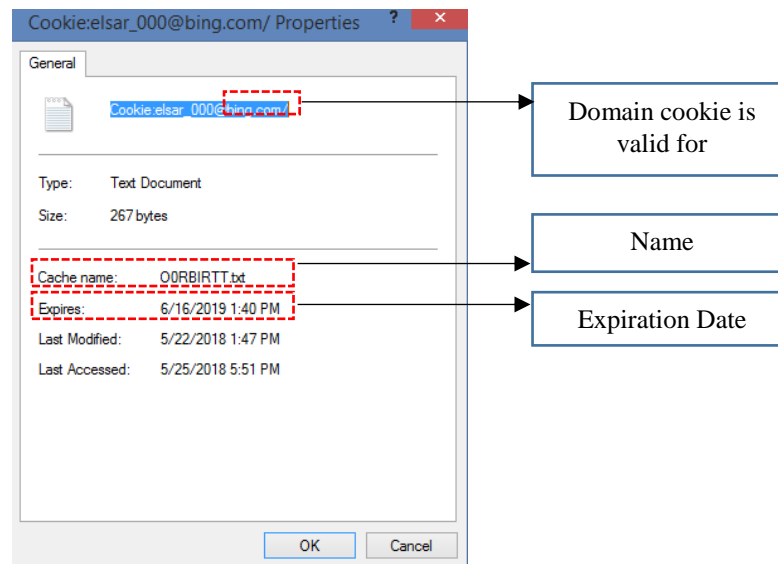 Cookie:elsar_000@bing.com/ Properties ? ×
General
Cookie:elsar_000@bing.com/
Domain cookie is
valid for
Type: Text Document
Size: 267 bytes
Name
Cache name: O0RBIRTT.txt
Expires: 6/16/2019 1:40 PM
Expiration Date
Last Modified: 5/22/2018 1:47 PM
Last Accessed: 5/25/2018 5:51 PM
OK Cancel